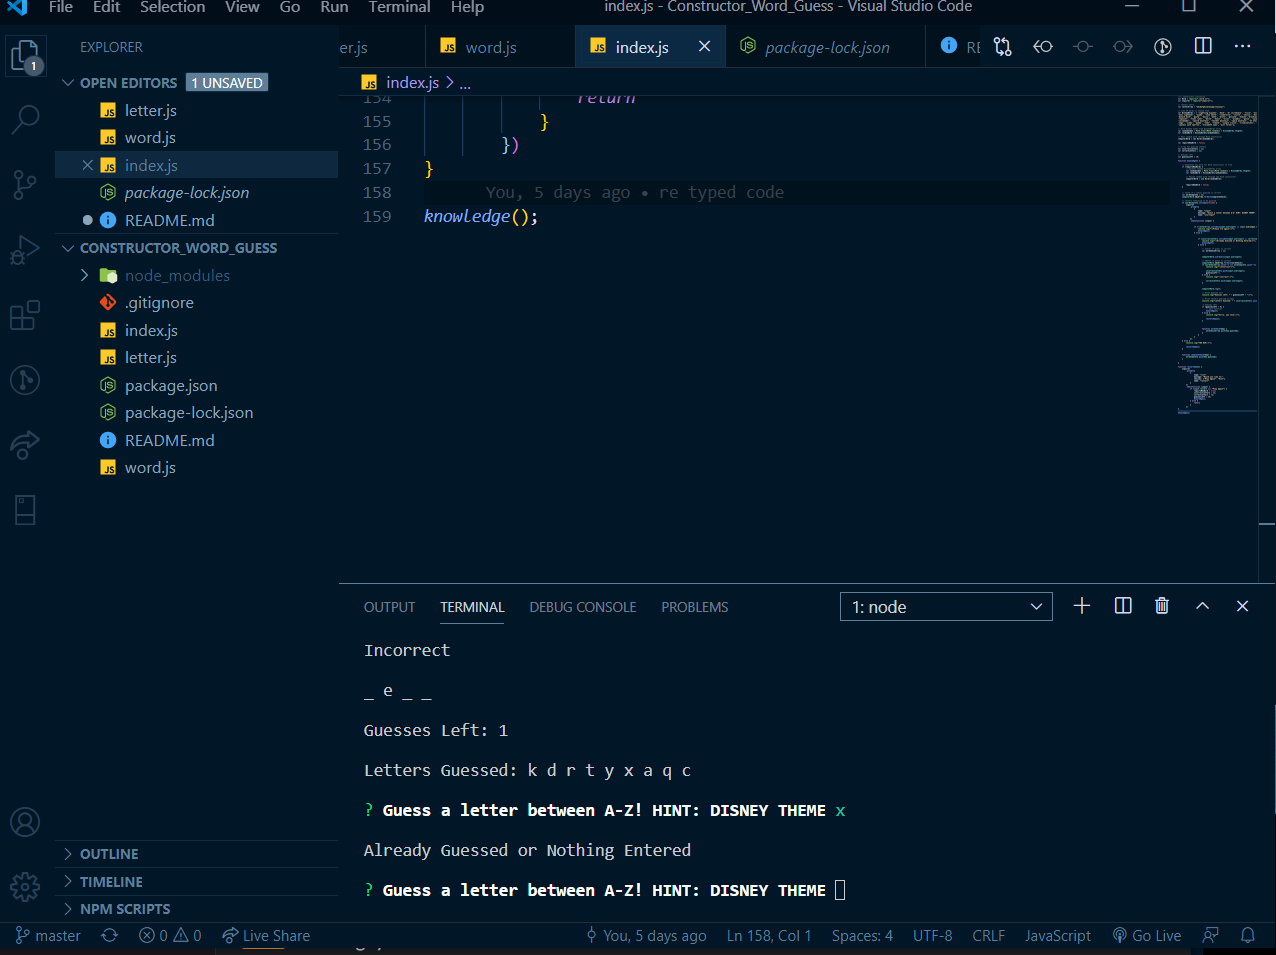 File Edit Selection View Go Run Terminal Help
index.js - Constructor_Word_Guess - Visual Studio Code
EXPLORER
er.js
word.js
index.js
package-lock.json
RE
OPEN EDITORS
1 UNSAVED
index.js > ...
letter.js
word.js
index.js
package-lock.json
README.md
CONSTRUCTOR_WORD_GUESS
node_modules
.gitignore
index.js
letter.js
package.json
package-lock.json
README.md
word.js
OUTLINE
TIMELINE
NPM SCRIPTS
154 return
155 }
156 })
157 }
158 You, 5 days ago • re typed code
159 knowledge();
OUTPUT TERMINAL DEBUG CONSOLE PROBLEMS
1: node
Incorrect
_ e _ _
Guesses Left: 1
Letters Guessed: k d r t y x a q c
? Guess a letter between A-Z! HINT: DISNEY THEME x
Already Guessed or Nothing Entered
? Guess a letter between A-Z! HINT: DISNEY THEME
1
master
0 0
Live Share
You, 5 days ago
Ln 158, Col 1
Spaces: 4
UTF-8
CRLF
JavaScript
Go Live